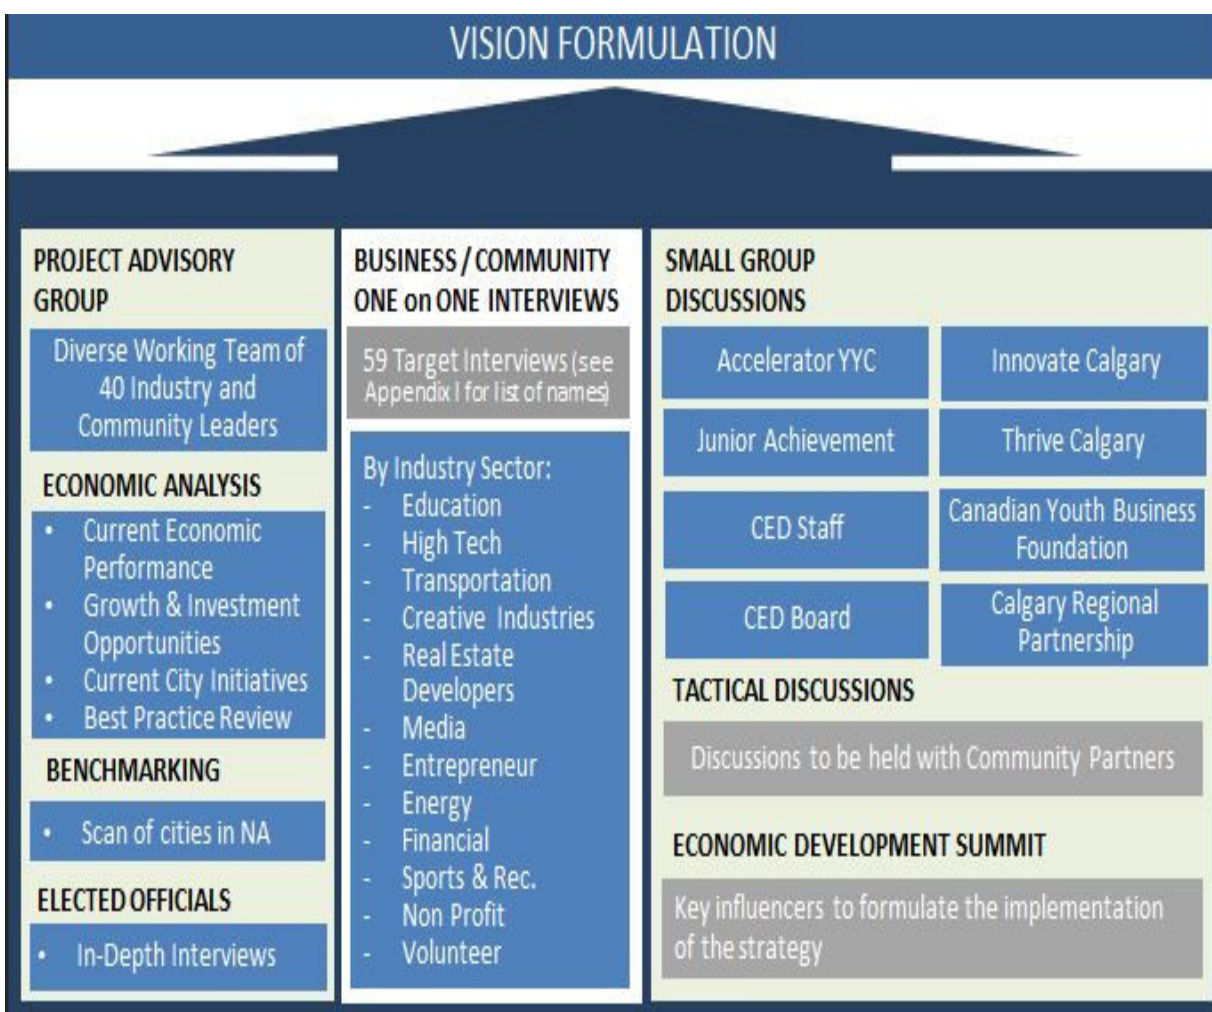 VISION FORMULATION
PROJECT ADVISORY
GROUP
Diverse Working Team of
40 Industry and
Community Leaders
ECONOMIC ANALYSIS
• Current Economic
Performance
• Growth & Investment
Opportunities
• Current City Initiatives
• Best Practice Review
BENCHMARKING
• Scan of cities in NA
ELECTED OFFICIALS
• In-Depth Interviews
BUSINESS / COMMUNITY
ONE on ONE INTERVIEWS
59 Target Interviews (see
Appendix I for list of names)
By Industry Sector:
- Education
- High Tech
- Transportation
- Creative Industries
- Real Estate
Developers
- Media
- Entrepreneur
- Energy
- Financial
- Sports & Rec.
- Non Profit
- Volunteer
SMALL GROUP
DISCUSSIONS
Accelerator YYC
Innovate Calgary
Junior Achievement
Thrive Calgary
CED Staff
Canadian Youth Business
Foundation
CED Board
Calgary Regional
Partnership
TACTICAL DISCUSSIONS
Discussions to be held with Community Partners
ECONOMIC DEVELOPMENT SUMMIT
Key influencers to formulate the implementation
of the strategy